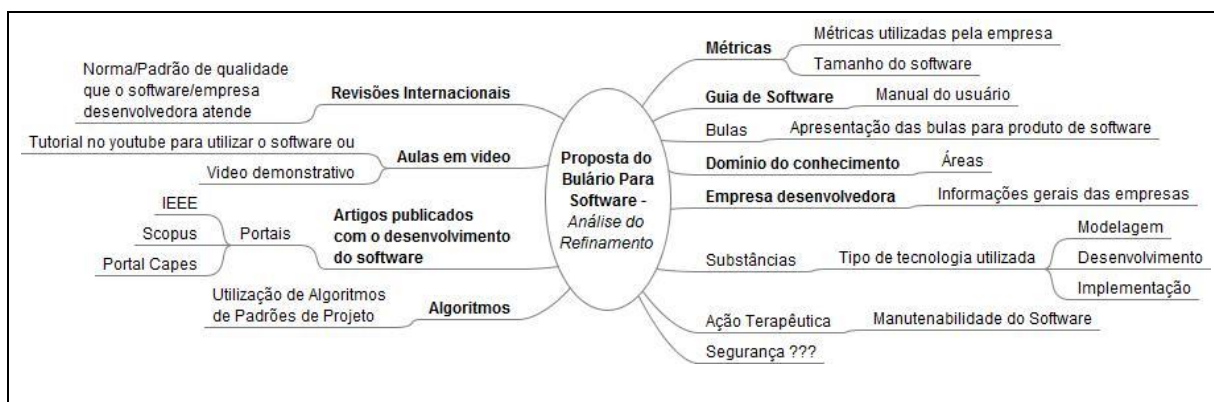 Proposta do
Bulário Para
Software -
Análise do
Refinamento
Revisões Internacionais
Norma/Padrão de qualidade
que o software/empresa
desenvolvedora atende
Aulas em video
Tutorial no youtube para utilizar o software ou
Video demonstrativo
Artigos publicados
com o desenvolvimento
do software
Portais
IEEE
Scopus
Portal Capes
Algoritmos
Utilização de Algoritmos
de Padrões de Projeto
Métricas
Métricas utilizadas pela empresa
Tamanho do software
Guia de Software
Manual do usuário
Bulas
Apresentação das bulas para produto de software
Domínio do conhecimento
Áreas
Empresa desenvolvedora
Informações gerais das empresas
Substâncias
Tipo de tecnologia utilizada
Modelagem
Desenvolvimento
Implementação
Ação Terapêutica
Manutenabilidade do Software
Segurança ???